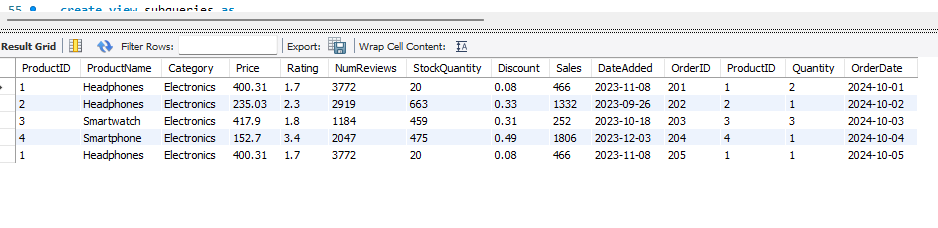 55 create view subqueries as
Result Grid Filter Rows: Export: Wrap Cell Content: IA
ProductID ProductName Category Price Rating NumReviews StockQuantity Discount Sales DateAdded OrderID ProductID Quantity OrderDate
1 Headphones Electronics 400.31 1.7 3772 20 0.08 466 2023-11-08 201 1 2 2024-10-01
2 Headphones Electronics 235.03 2.3 2919 663 0.33 1332 2023-09-26 202 2 1 2024-10-02
3 Smartwatch Electronics 417.9 1.8 1184 459 0.31 252 2023-10-18 203 3 3 2024-10-03
4 Smartphone Electronics 152.7 3.4 2047 475 0.49 1806 2023-12-03 204 4 1 2024-10-04
1 Headphones Electronics 400.31 1.7 3772 20 0.08 466 2023-11-08 205 1 1 2024-10-05